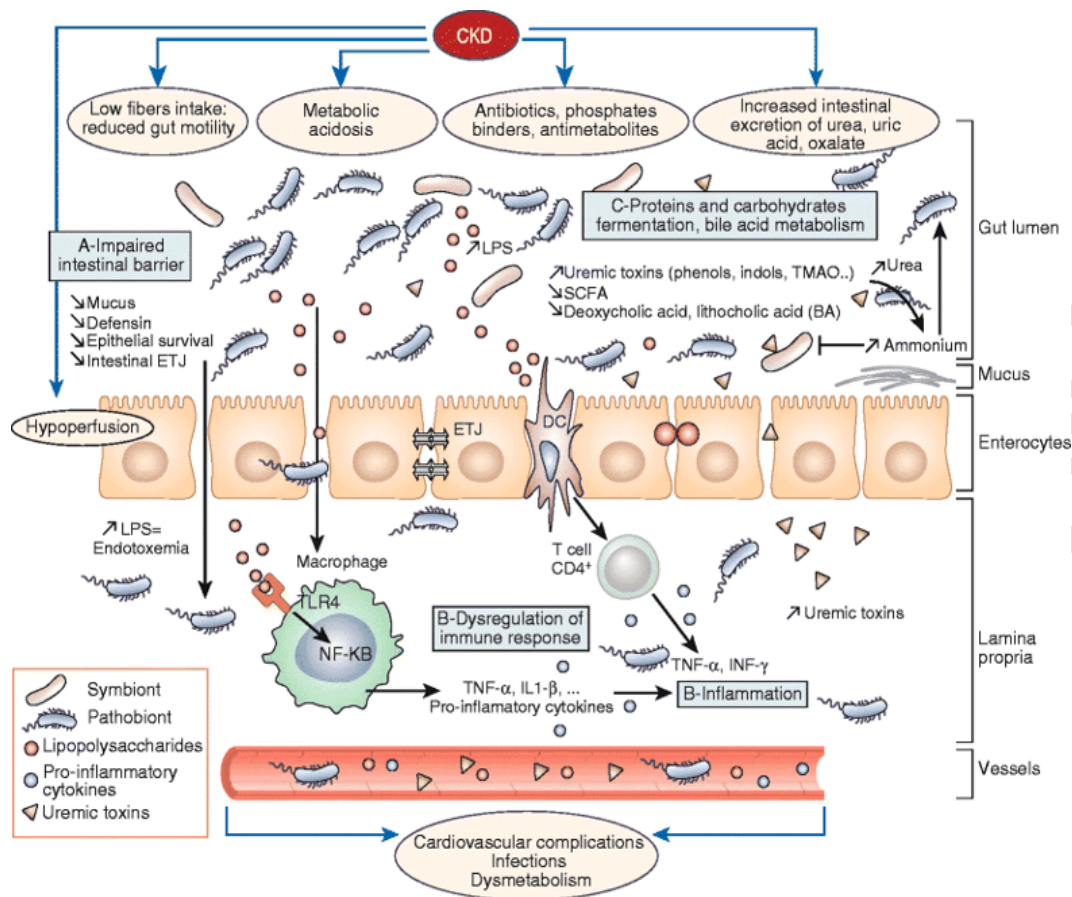 CKD
Low fibers intake:
reduced gut motility
Metabolic
acidosis
Antibiotics, phosphates
binders, antimetabolites
Increased intestinal
excretion of urea, uric
acid, oxalate
A-Impaired
intestinal barrier
↘Mucus
↘Defensin
↘Epithelial survival
↘Intestinal ETJ
Hypoperfusion
↗LPS
C-Proteins and carbohydrates
fermentation, bile acid metabolism
↗Uremic toxins (phenols, indols, TMAO..)
↘SCFA
↘Deoxycholic acid, lithocholic acid (BA)
↗Urea
↗ Ammonium
Gut lumen
Mucus
Enterocytes
Lamina
propria
Vessels
ETJ
DC
↗ LPS=
Endotoxemia
Macrophage
TLR4
NF-KB
T cell
CD4⁺
B-Dysregulation of
immune response
TNF-α, IL1-β, ...
Pro-inflamatory cytokines
TNF-α, INF-γ
B-Inflammation
↗ Uremic toxins
Symbiont
Pathobiont
Lipopolysaccharides
Pro-inflammatory
cytokines
Uremic toxins
Cardiovascular complications
Infections
Dysmetabolism